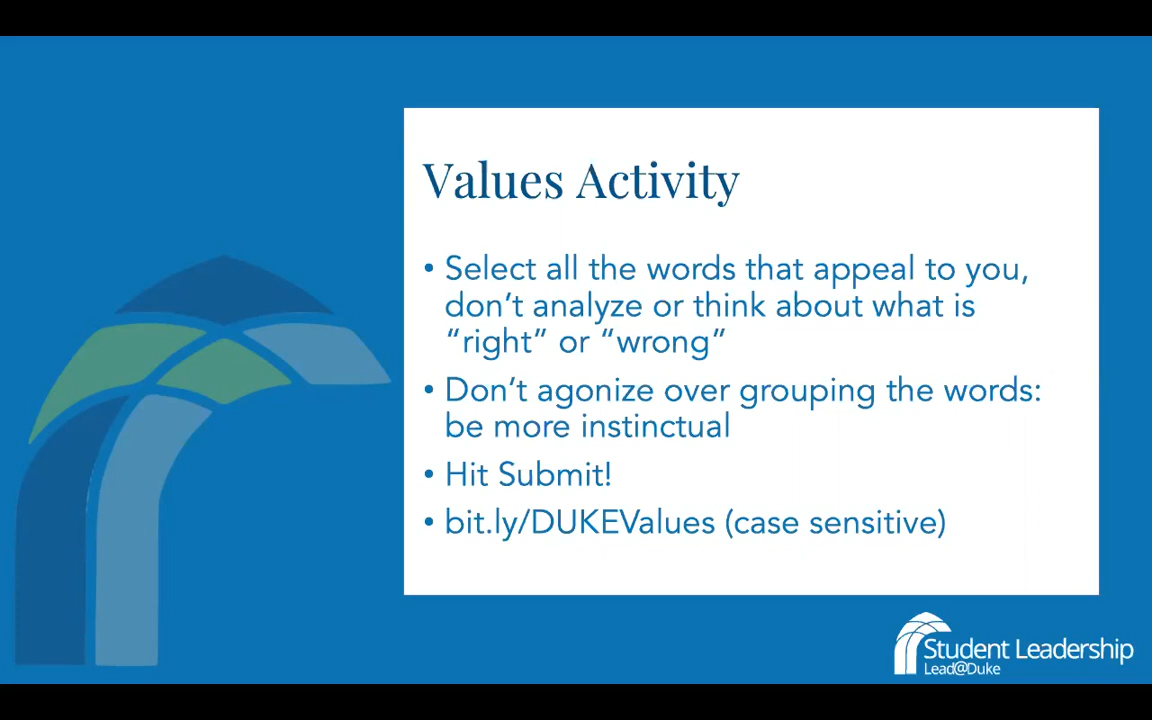 Values Activity
• Select all the words that appeal to you,
don’t analyze or think about what is
“right” or “wrong”
• Don’t agonize over grouping the words:
be more instinctual
• Hit Submit!
• bit.ly/DUKEValues (case sensitive)
Student Leadership
Lead@Duke